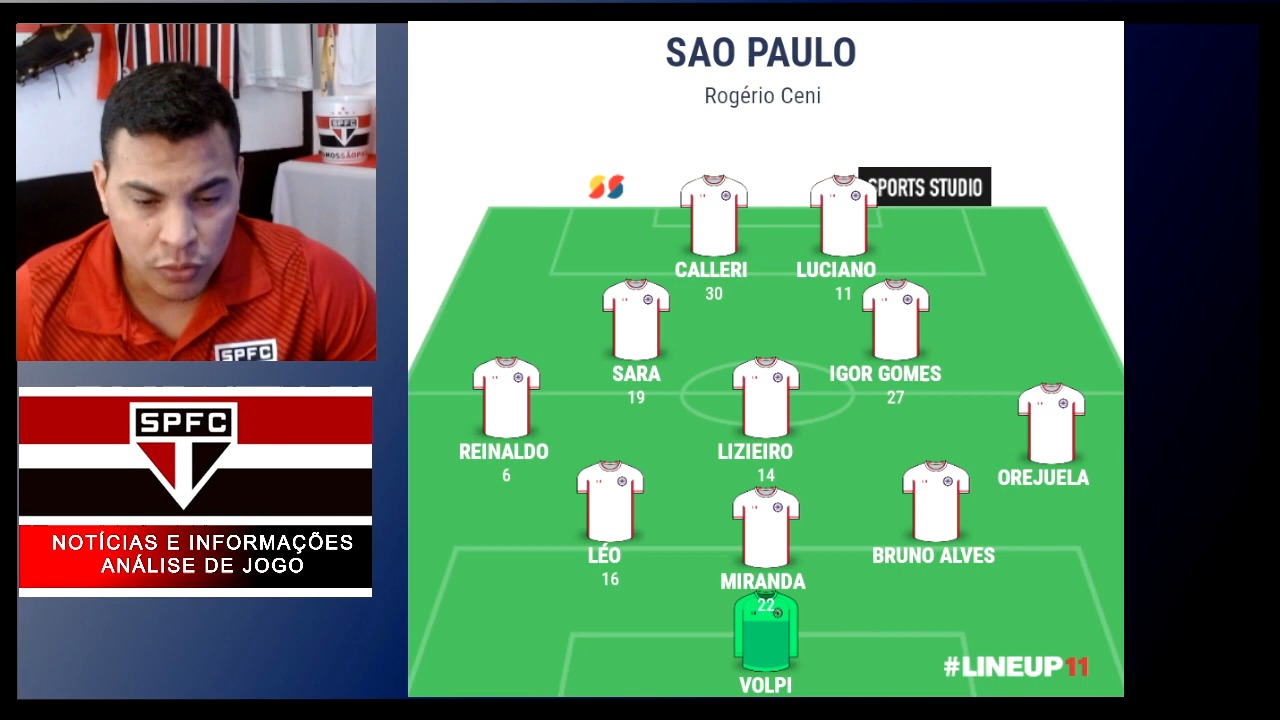 SAO PAULO
Rogério Ceni
SPORTS STUDIO
CALLERI
30
LUCIANO
11
SARA
19
IGOR GOMES
27
REINALDO
6
LIZIEIRO
14
OREJUELA
LÉO
16
MIRANDA
22
BRUNO ALVES
VOLPI
#LINEUP11
SPFC
SPFC
SPFC
NOTÍCIAS E INFORMAÇÕES
ANÁLISE DE JOGO